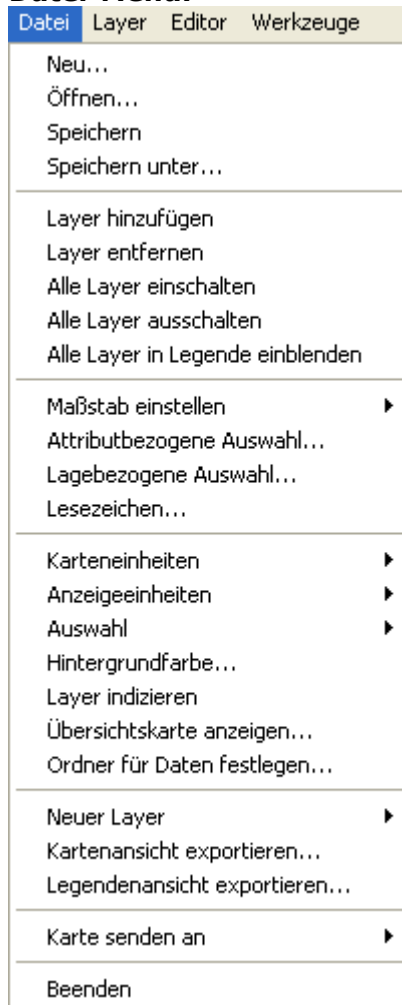 Datei Menü:
Datei Layer Editor Werkzeuge
Neu...
Öffnen...
Speichern
Speichern unter...
Layer hinzufügen
Layer entfernen
Alle Layer einschalten
Alle Layer ausschalten
Alle Layer in Legende einblenden
Maßstab einstellen
Attributbezogene Auswahl...
Lagebezogene Auswahl...
Lesezeichen...
Karteneinheiten
Anzeigeeinheiten
Auswahl
Hintergrundfarbe...
Layer indizieren
Übersichtskarte anzeigen...
Ordner für Daten festlegen...
Neuer Layer
Kartenansicht exportieren...
Legendenansicht exportieren...
Karte senden an
Beenden